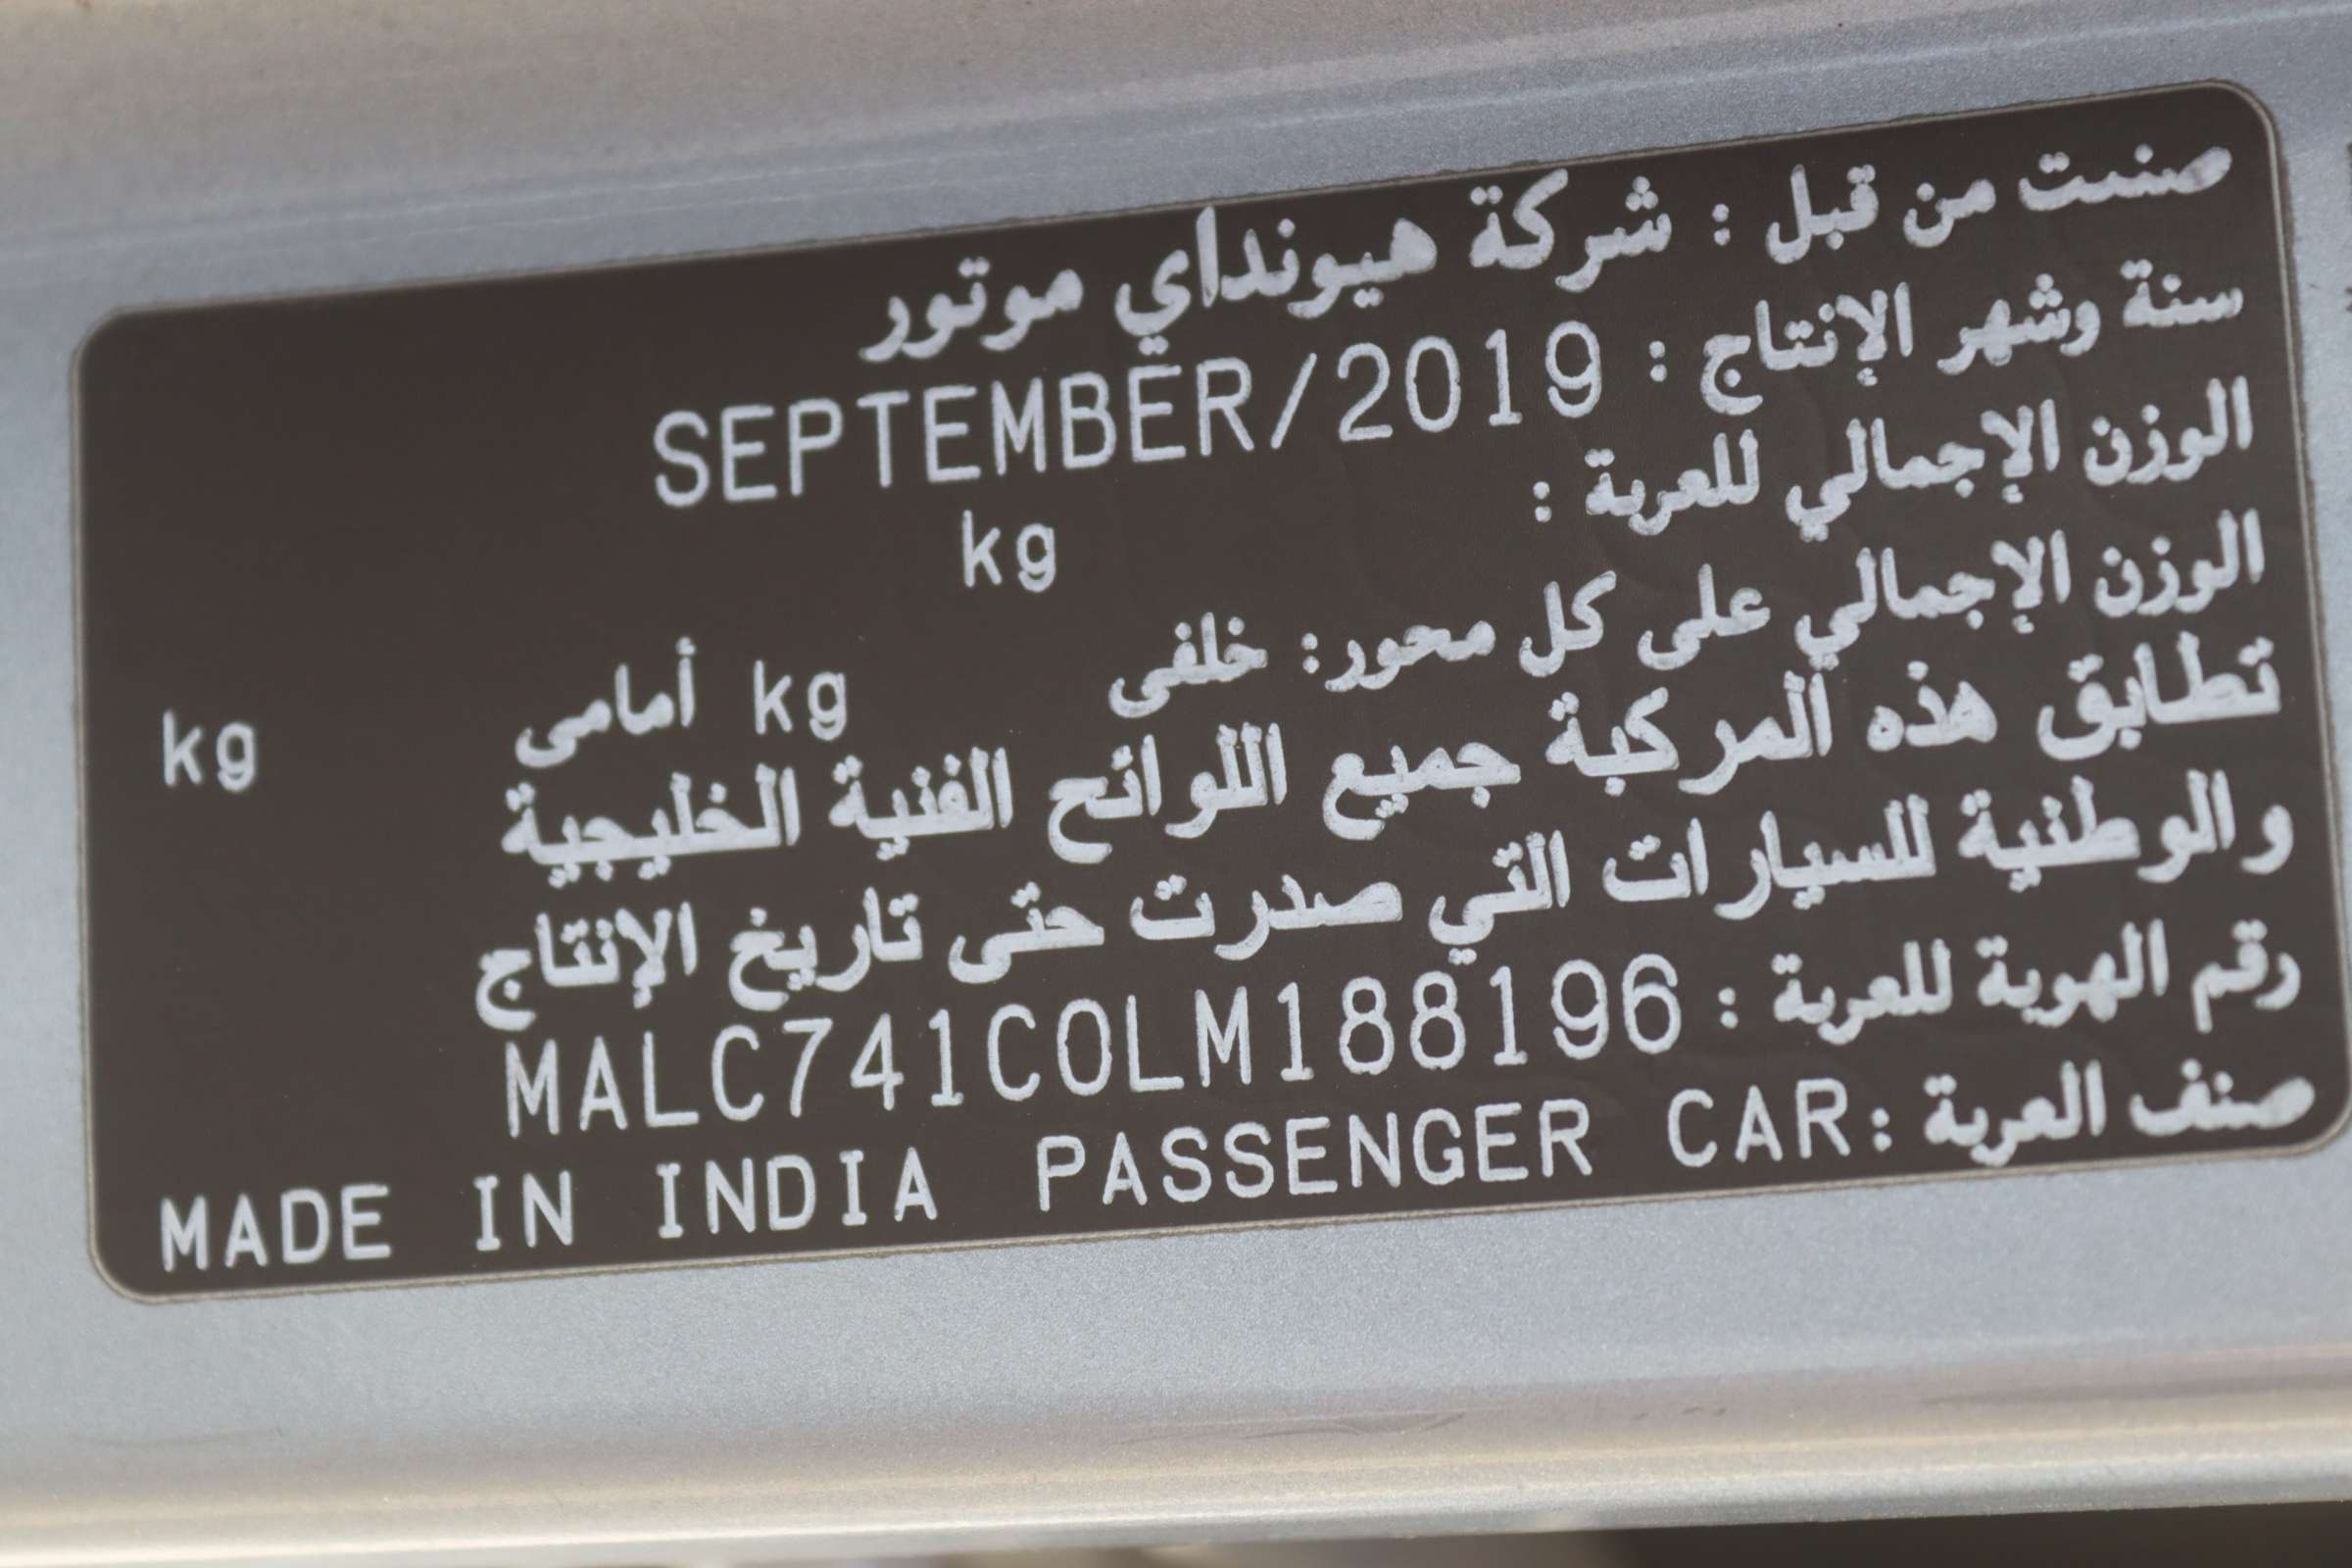 صنعت من قبل : شركة هيونداي موتور
سنة وشهر الإنتاج : SEPTEMBER/2019
الوزن الإجمالي للعربة : kg
الوزن الإجمالي على كل محور: خلفى kg أمامى kg
تطابق هذه المركبة جميع اللوائح الفنية الخليجية
والوطنية للسيارات التي صدرت حتى تاريخ الإنتاج
رقم الهوية للعربة : MALC741C0LM188196
صنف العربة : PASSENGER CAR MADE IN INDIA